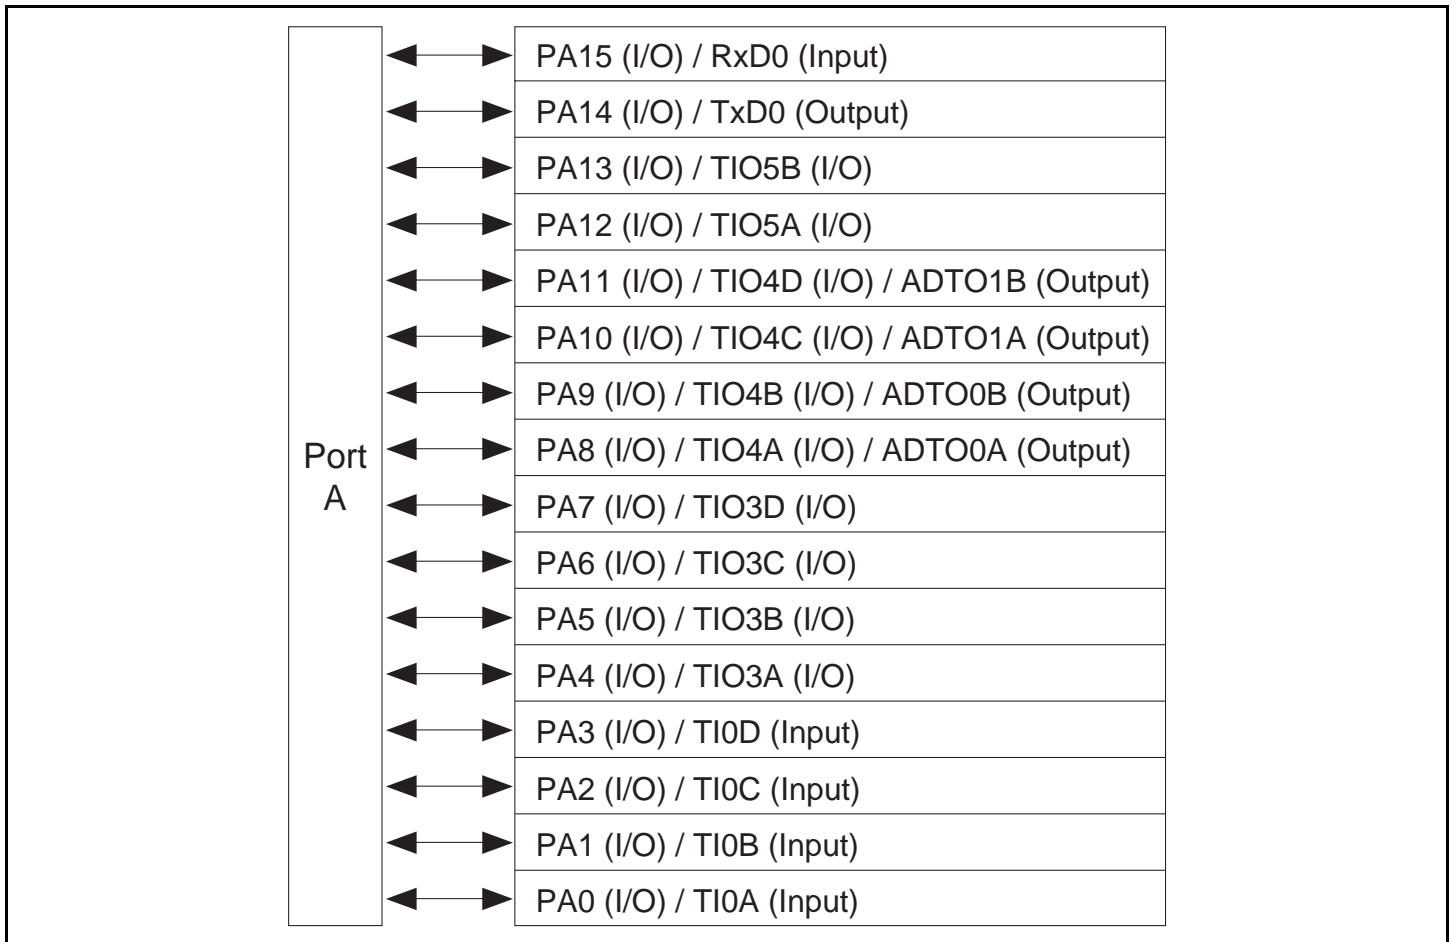 PA15 (I/O) / RxD0 (Input)
PA14 (I/O) / TxD0 (Output)
PA13 (I/O) / TIO5B (I/O)
PA12 (I/O) / TIO5A (I/O)
PA11 (I/O) / TIO4D (I/O) / ADTO1B (Output)
PA10 (I/O) / TIO4C (I/O) / ADTO1A (Output)
PA9 (I/O) / TIO4B (I/O) / ADTO0B (Output)
PA8 (I/O) / TIO4A (I/O) / ADTO0A (Output)
Port
A
PA7 (I/O) / TIO3D (I/O)
PA6 (I/O) / TIO3C (I/O)
PA5 (I/O) / TIO3B (I/O)
PA4 (I/O) / TIO3A (I/O)
PA3 (I/O) / TI0D (Input)
PA2 (I/O) / TI0C (Input)
PA1 (I/O) / TI0B (Input)
PA0 (I/O) / TI0A (Input)